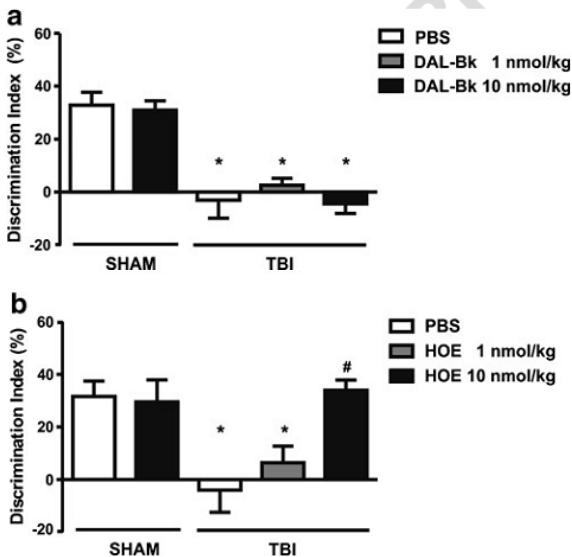 a
60
40
20
0
-20
Discrimination Index (%)
PBS
DAL-Bk 1 nmol/kg
DAL-Bk 10 nmol/kg
* * *
SHAM TBI
b
60
40
20
0
-20
Discrimination Index (%)
PBS
HOE 1 nmol/kg
HOE 10 nmol/kg
* * #
SHAM TBI